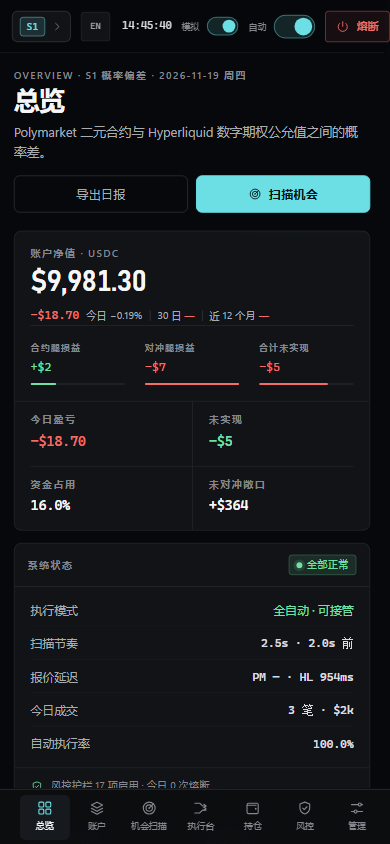 S1 > EN 14:45:40 模拟 自动 熔断
OVERVIEW · S1 概率偏差 · 2026-11-19 周四
总览
Polymarket 二元合约与 Hyperliquid 数字期权公允值之间的概
率差。
导出日报 扫描机会
账户净值 · USDC
$9,981.30
−$18.70 今日 −0.19% 30 日 — 近 12 个月 —
合约腿损益 对冲腿损益 合计未实现
+$2 −$7 −$5
今日盈亏 未实现
−$18.70 −$5
资金占用 未对冲敞口
16.0% +$364
系统状态 全部正常
执行模式 全自动 · 可接管
扫描节奏 2.5s · 2.0s 前
报价延迟 PM — · HL 954ms
今日成交 3 笔 · $2k
自动执行率 100.0%
风控护栏 17 项启用 · 今日 0 次熔断
总览 账户 机会扫描 执行台 持仓 风控 管理